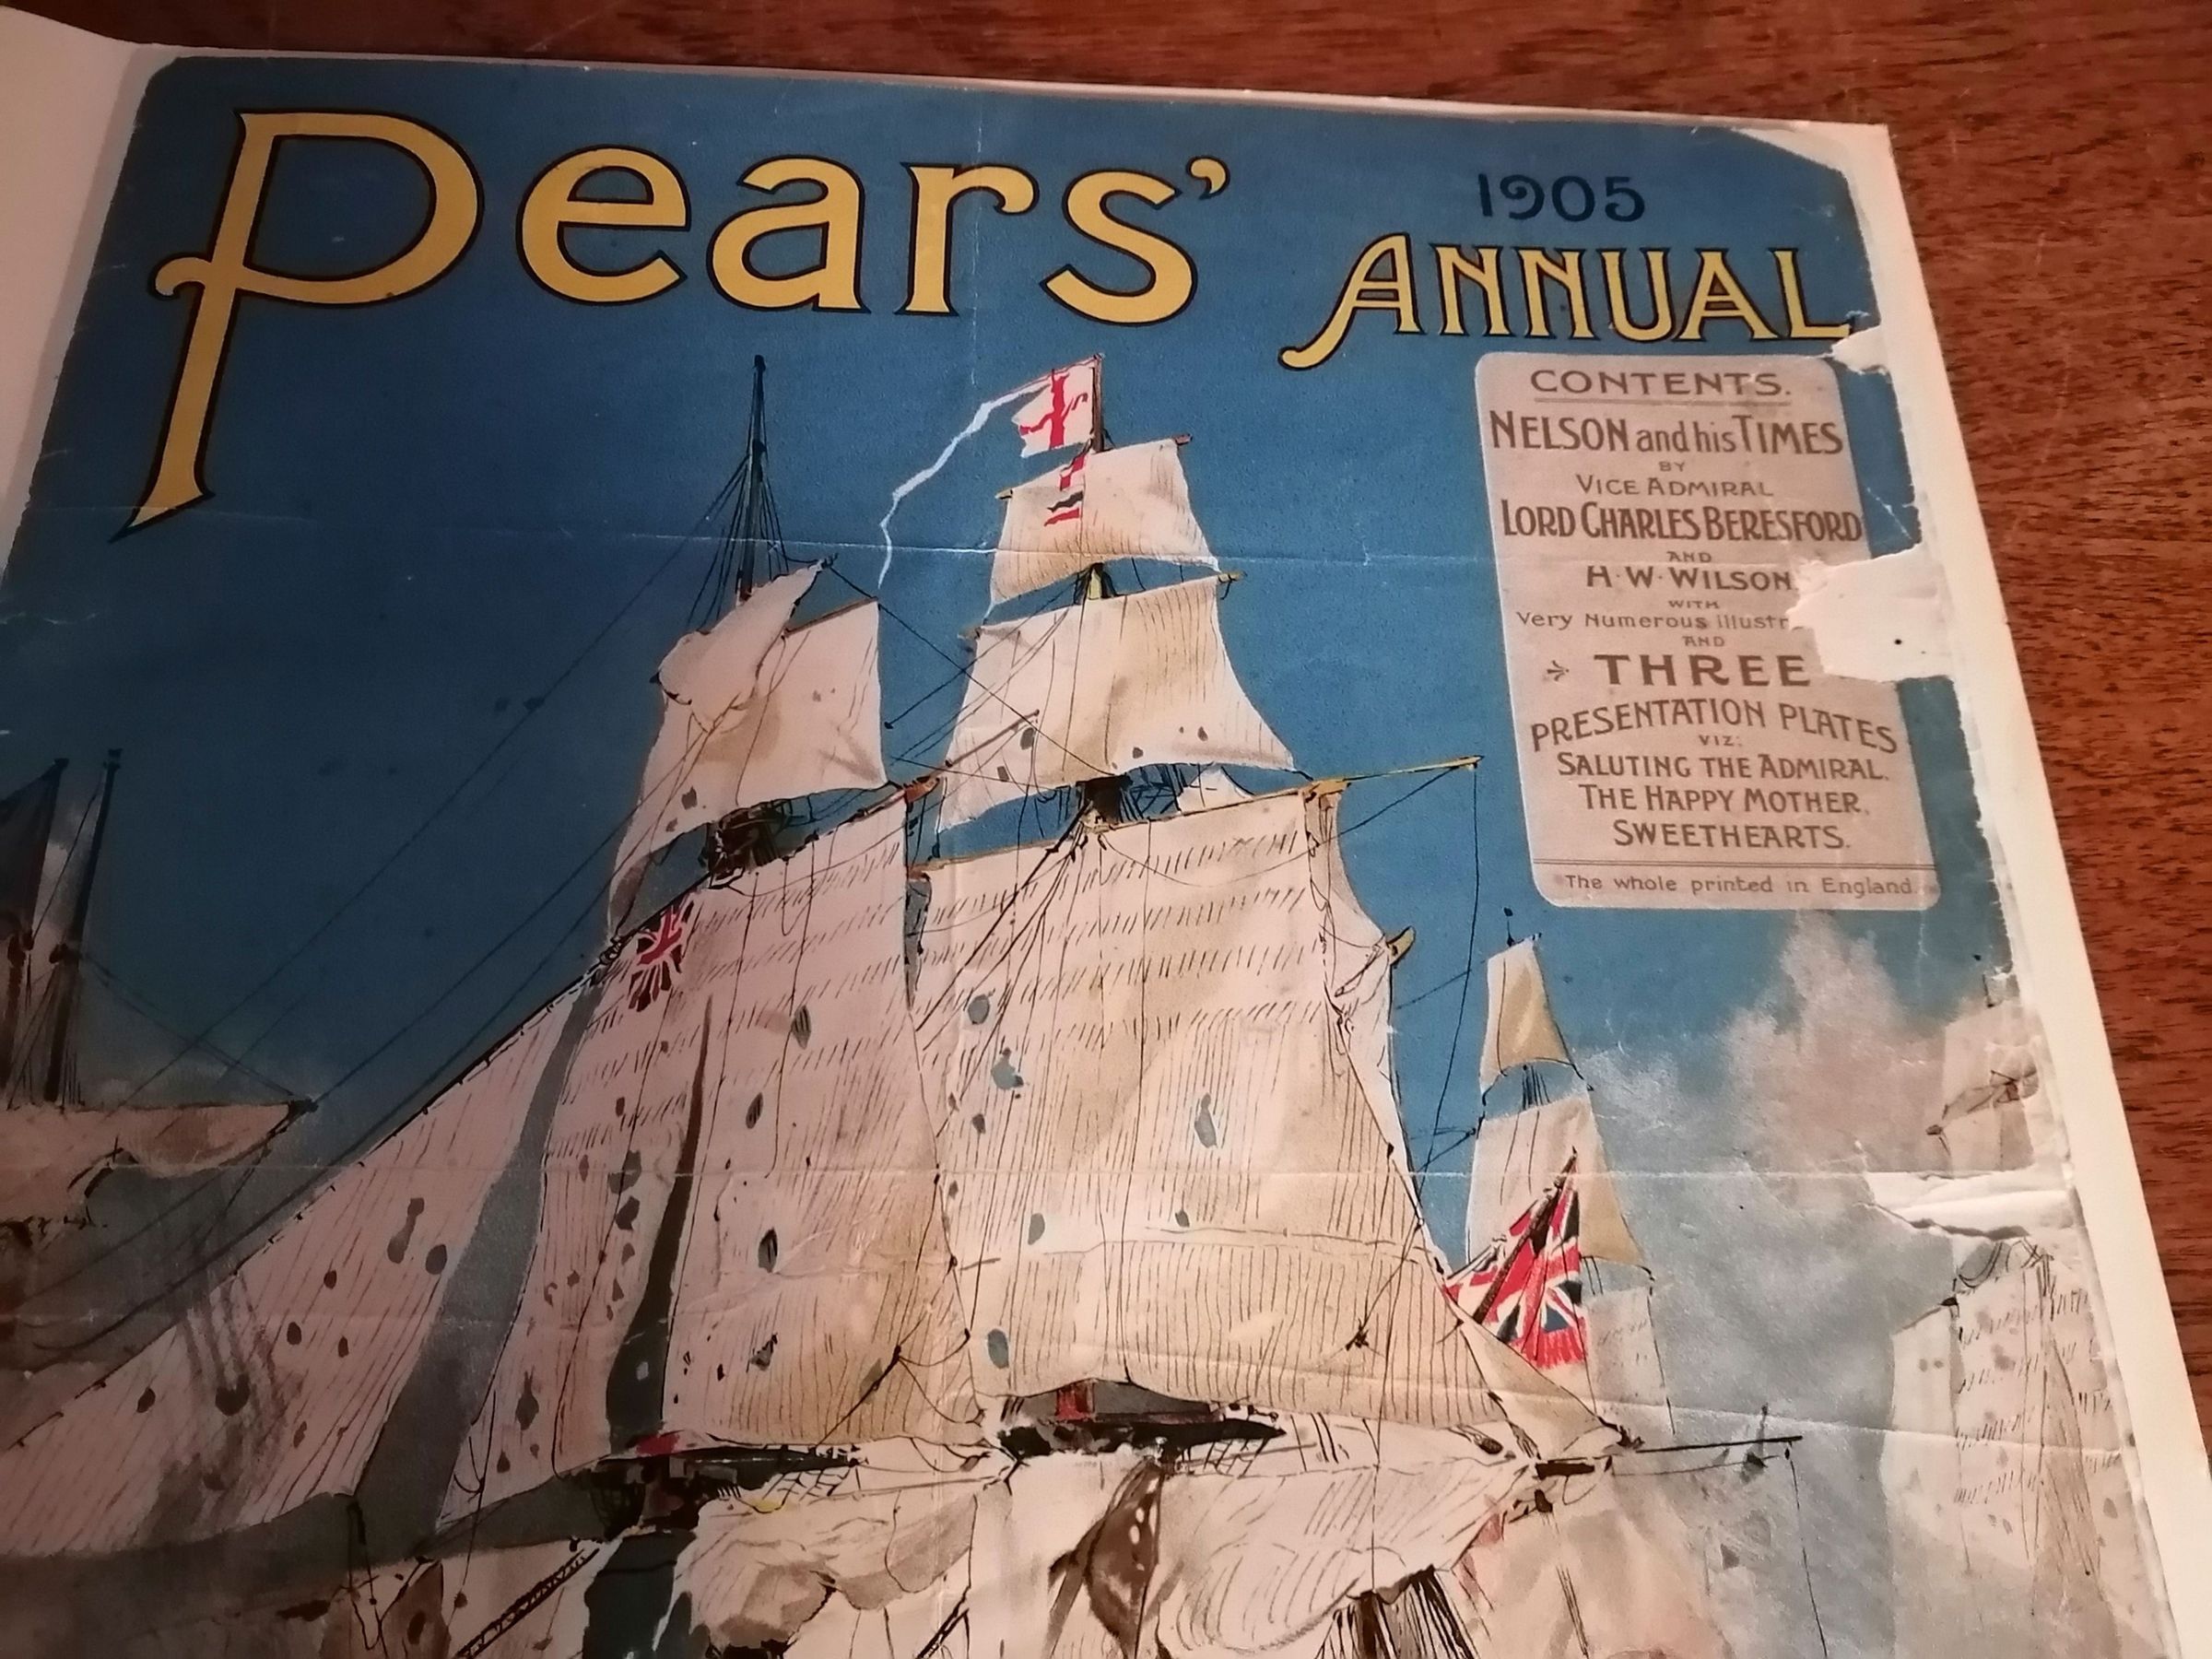 Pears'
1905
ANNUAL
CONTENTS.
NELSON and his TIMES
BY
VICE ADMIRAL
LORD CHARLES BERESFORD
AND
H·W·WILSON
WITH
Very Numerous
AND
THREE
PRESENTATION PLATES
VIZ:
SALUTING THE ADMIRAL.
THE HAPPY MOTHER.
SWEETHEARTS.
The whole printed in England.